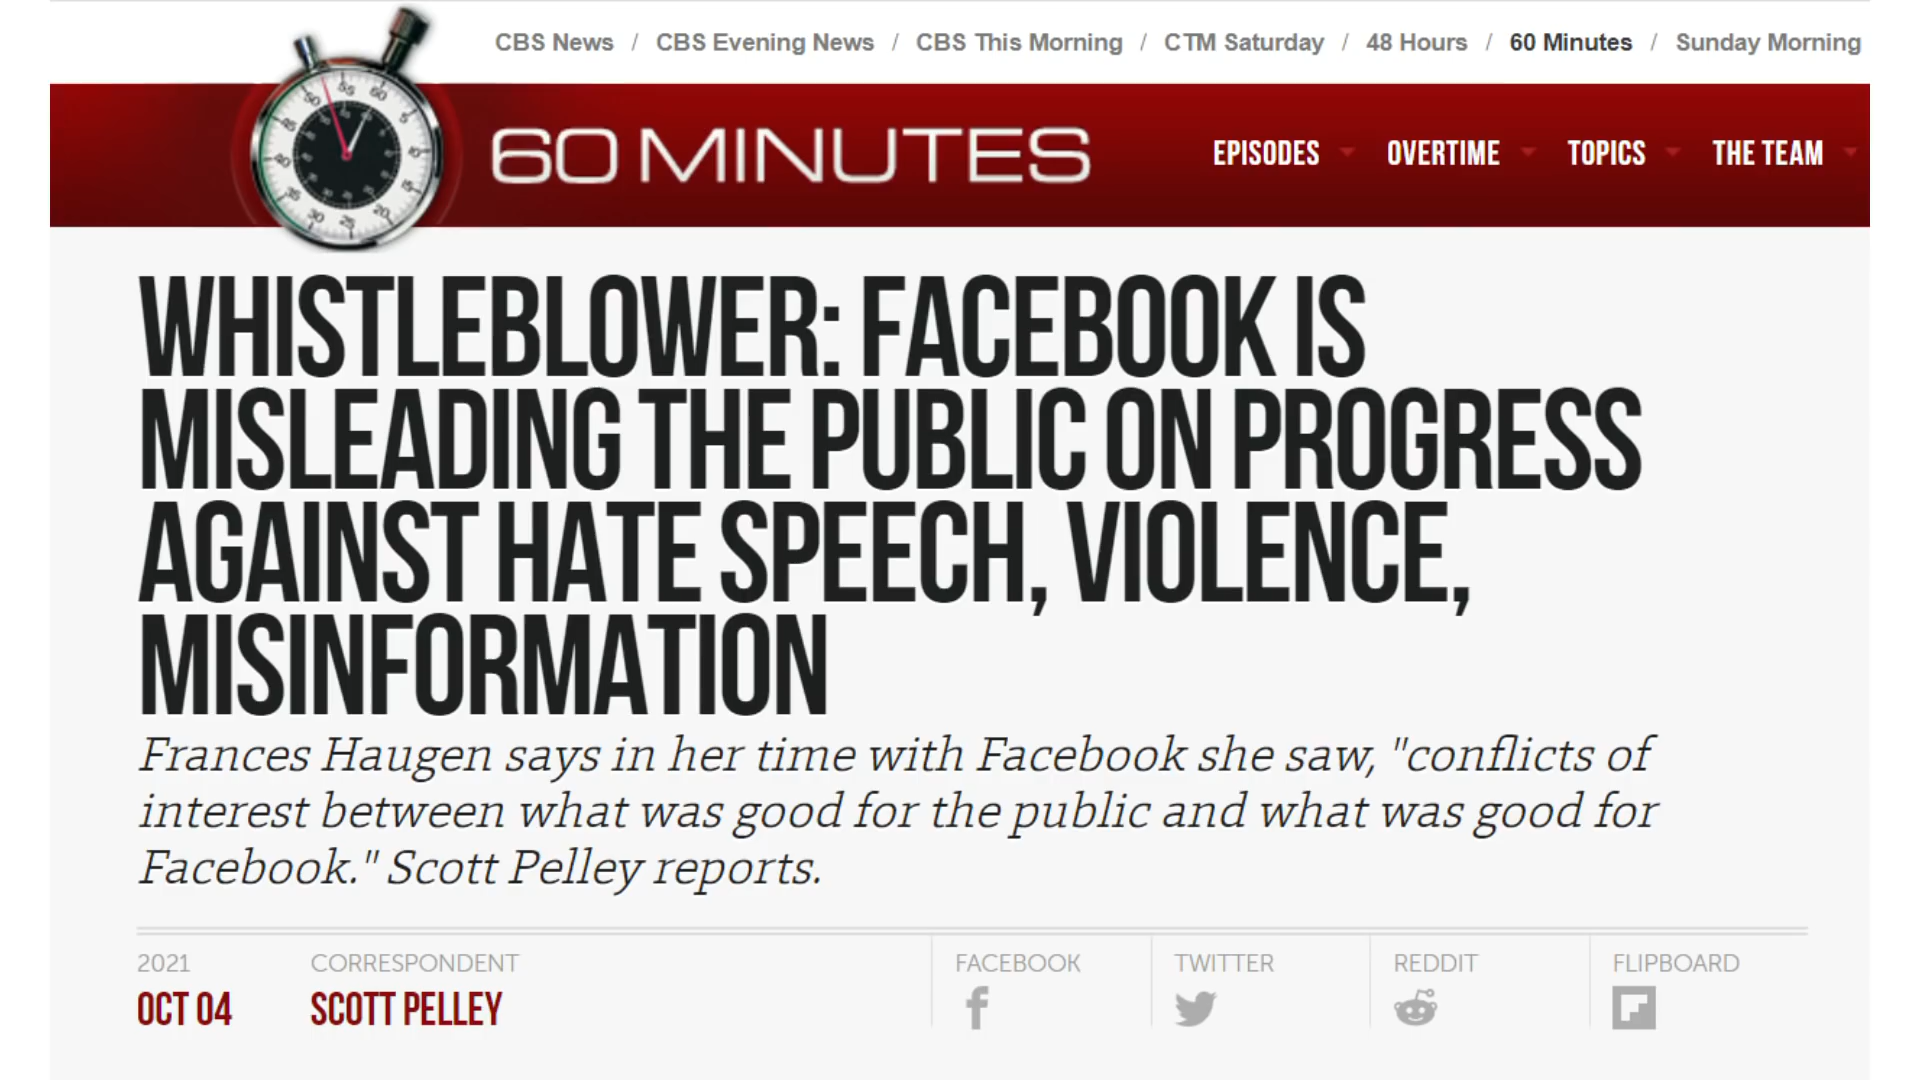 CBS News / CBS Evening News / CBS This Morning / CTM Saturday / 48 Hours / 60 Minutes / Sunday Morning
60 MINUTES
EPISODES OVERTIME TOPICS THE TEAM
WHISTLEBLOWER: FACEBOOK IS
MISLEADING THE PUBLIC ON PROGRESS
AGAINST HATE SPEECH, VIOLENCE,
MISINFORMATION
Frances Haugen says in her time with Facebook she saw, "conflicts of
interest between what was good for the public and what was good for
Facebook." Scott Pelley reports.
2021 CORRESPONDENT FACEBOOK TWITTER REDDIT FLIPBOARD
OCT 04 SCOTT PELLEY